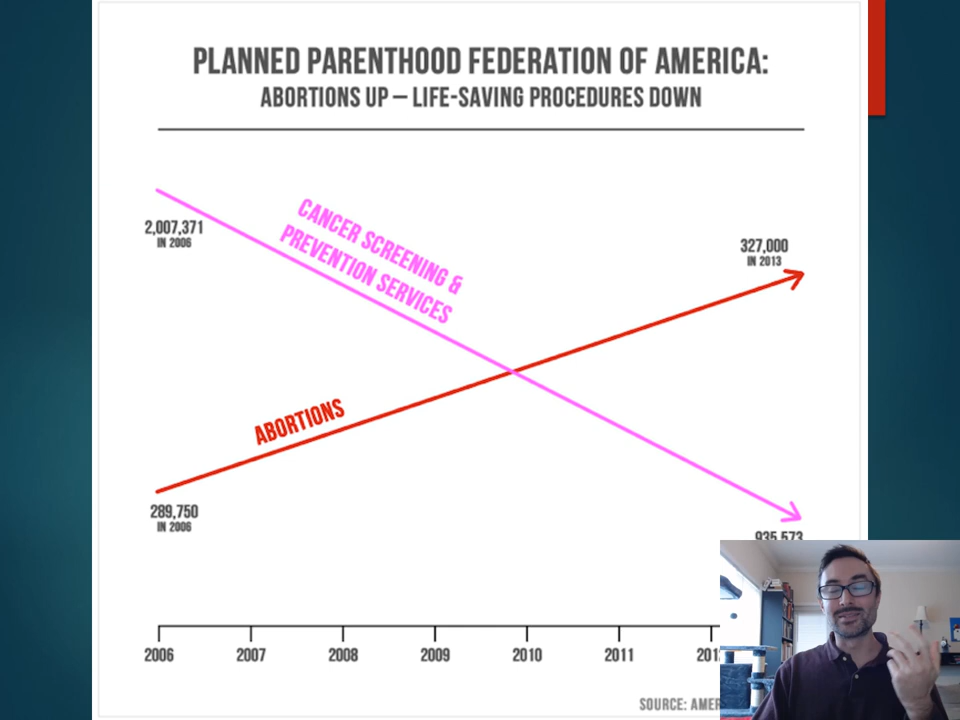 PLANNED PARENTHOOD FEDERATION OF AMERICA:
ABORTIONS UP – LIFE-SAVING PROCEDURES DOWN
2,007,371
IN 2006
CANCER SCREENING &
PREVENTION SERVICES
327,000
IN 2013
ABORTIONS
289,750
IN 2006
935,573
2006 2007 2008 2009 2010 2011
SOURCE: